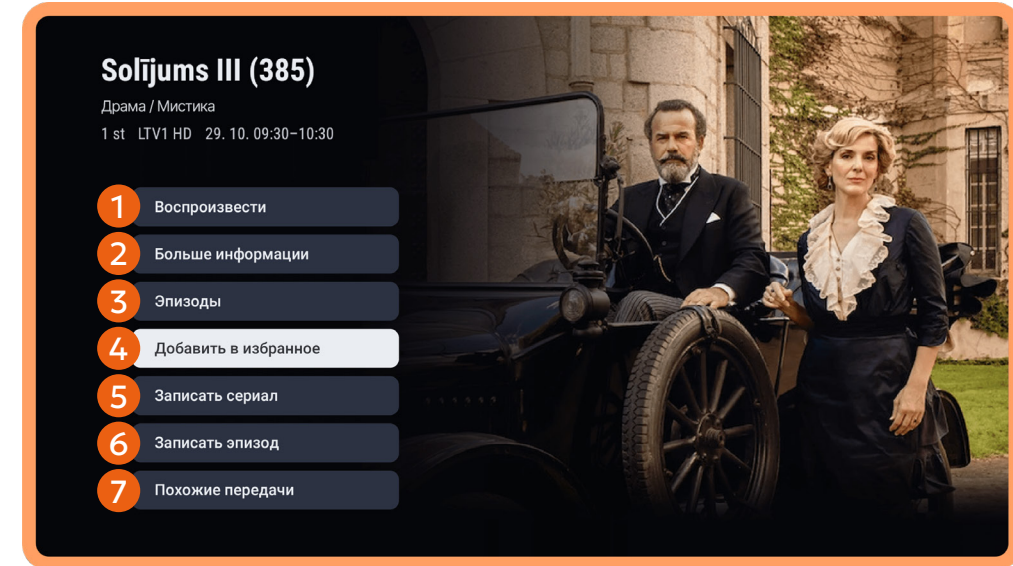 Solījums III (385)
Драма / Мистика
1 st LTV1 HD 29. 10. 09:30–10:30
1 Воспроизвести
2 Больше информации
3 Эпизоды
4 Добавить в избранное
5 Записать сериал
6 Записать эпизод
7 Похожие передачи